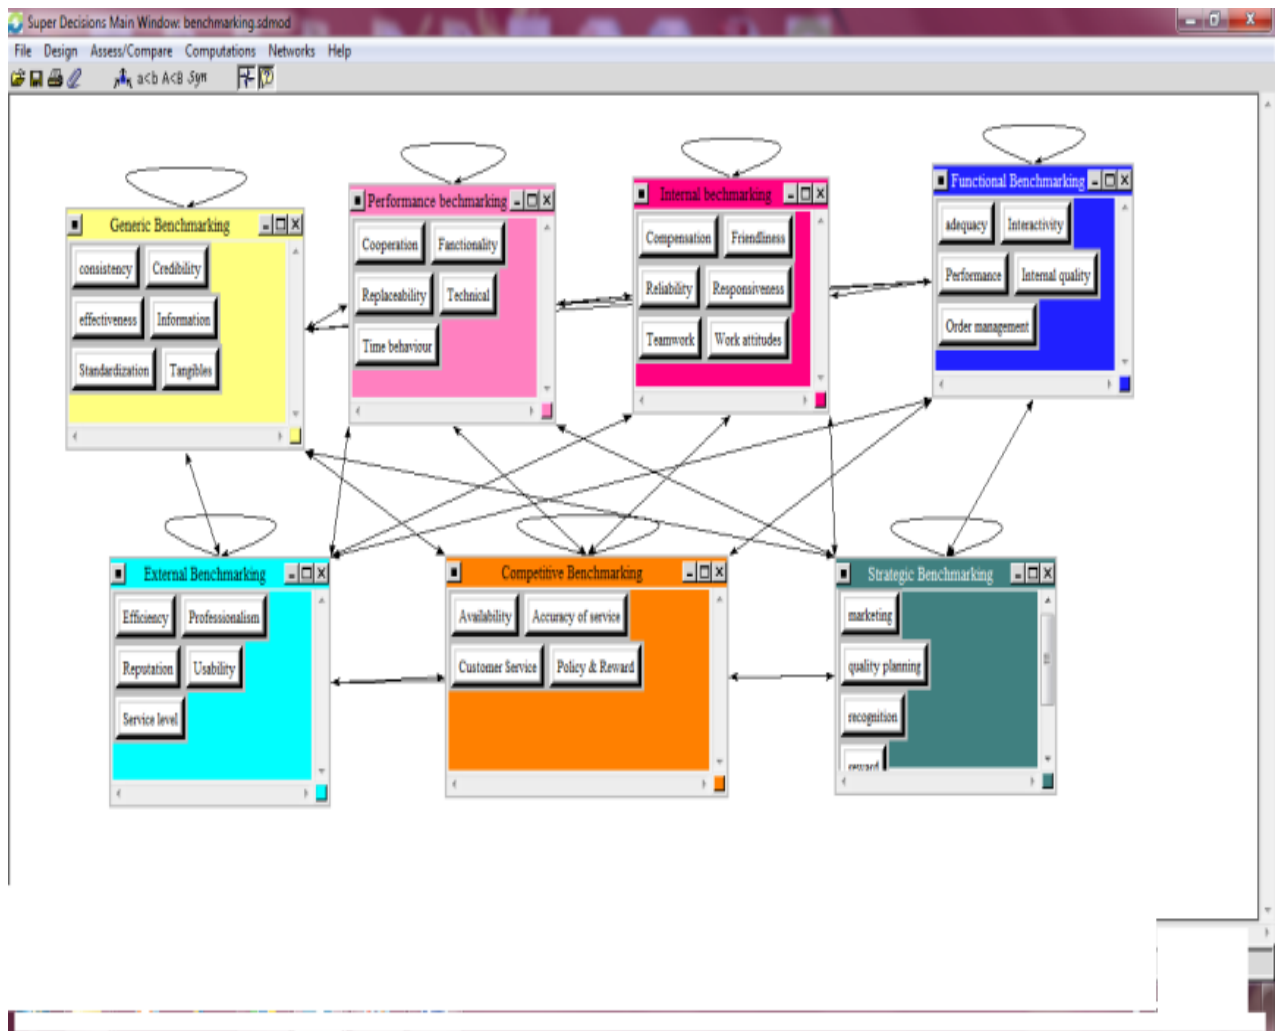 Super Decisions Main Window: benchmarking.sdmod
File Design Assess/Compare Computations Networks Help
a<b A<B Syn
Generic Benchmarking
consistency Credibility
effectiveness Information
Standardization Tangibles
Performance bechmarking
Cooperation Fanctionality
Replaceability Technical
Time behaviour
Internal bechmarking
Compensation Friendliness
Reliability Responsiveness
Teamwork Work attitudes
Functional Benchmarking
adequacy Interactivity
Performance Internal quality
Order management
External Benchmarking
Efficiency Professionalism
Reputation Usability
Service level
Competitive Benchmarking
Availability Accuracy of service
Customer Service Policy & Reward
Strategic Benchmarking
marketing
quality planning
recognition
reward